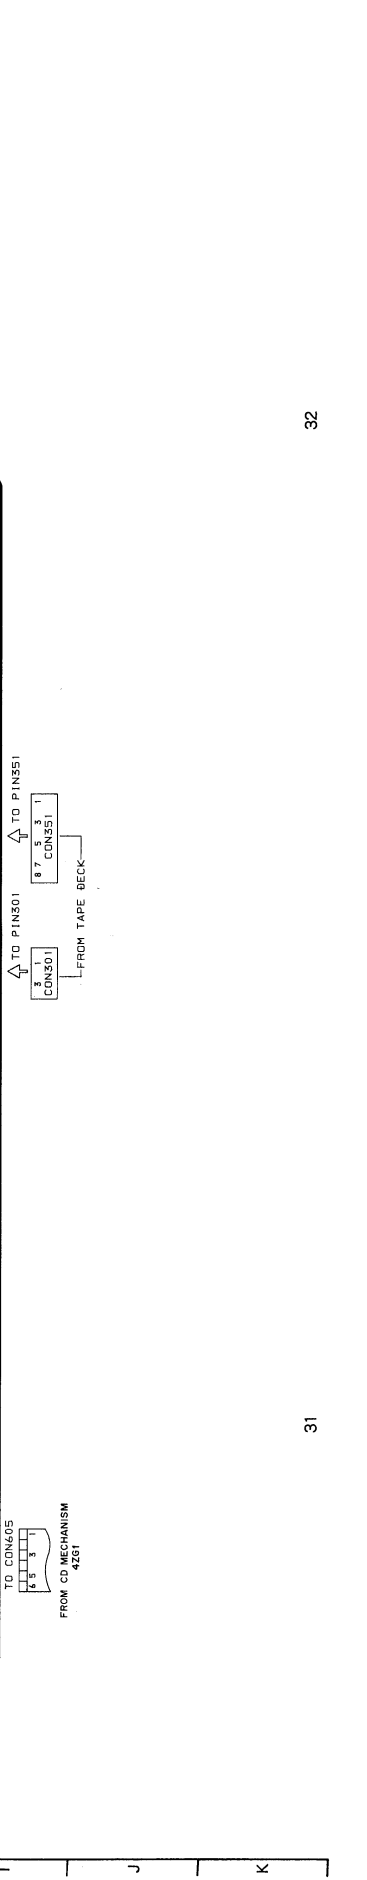 TO CON605
6 5 3 1
FROM CD MECHANISM
4ZG1
TO PIN301
3 1
CON301
TO PIN351
8 7 5 3 1
CON351
FROM TAPE DECK
J
K
31
32